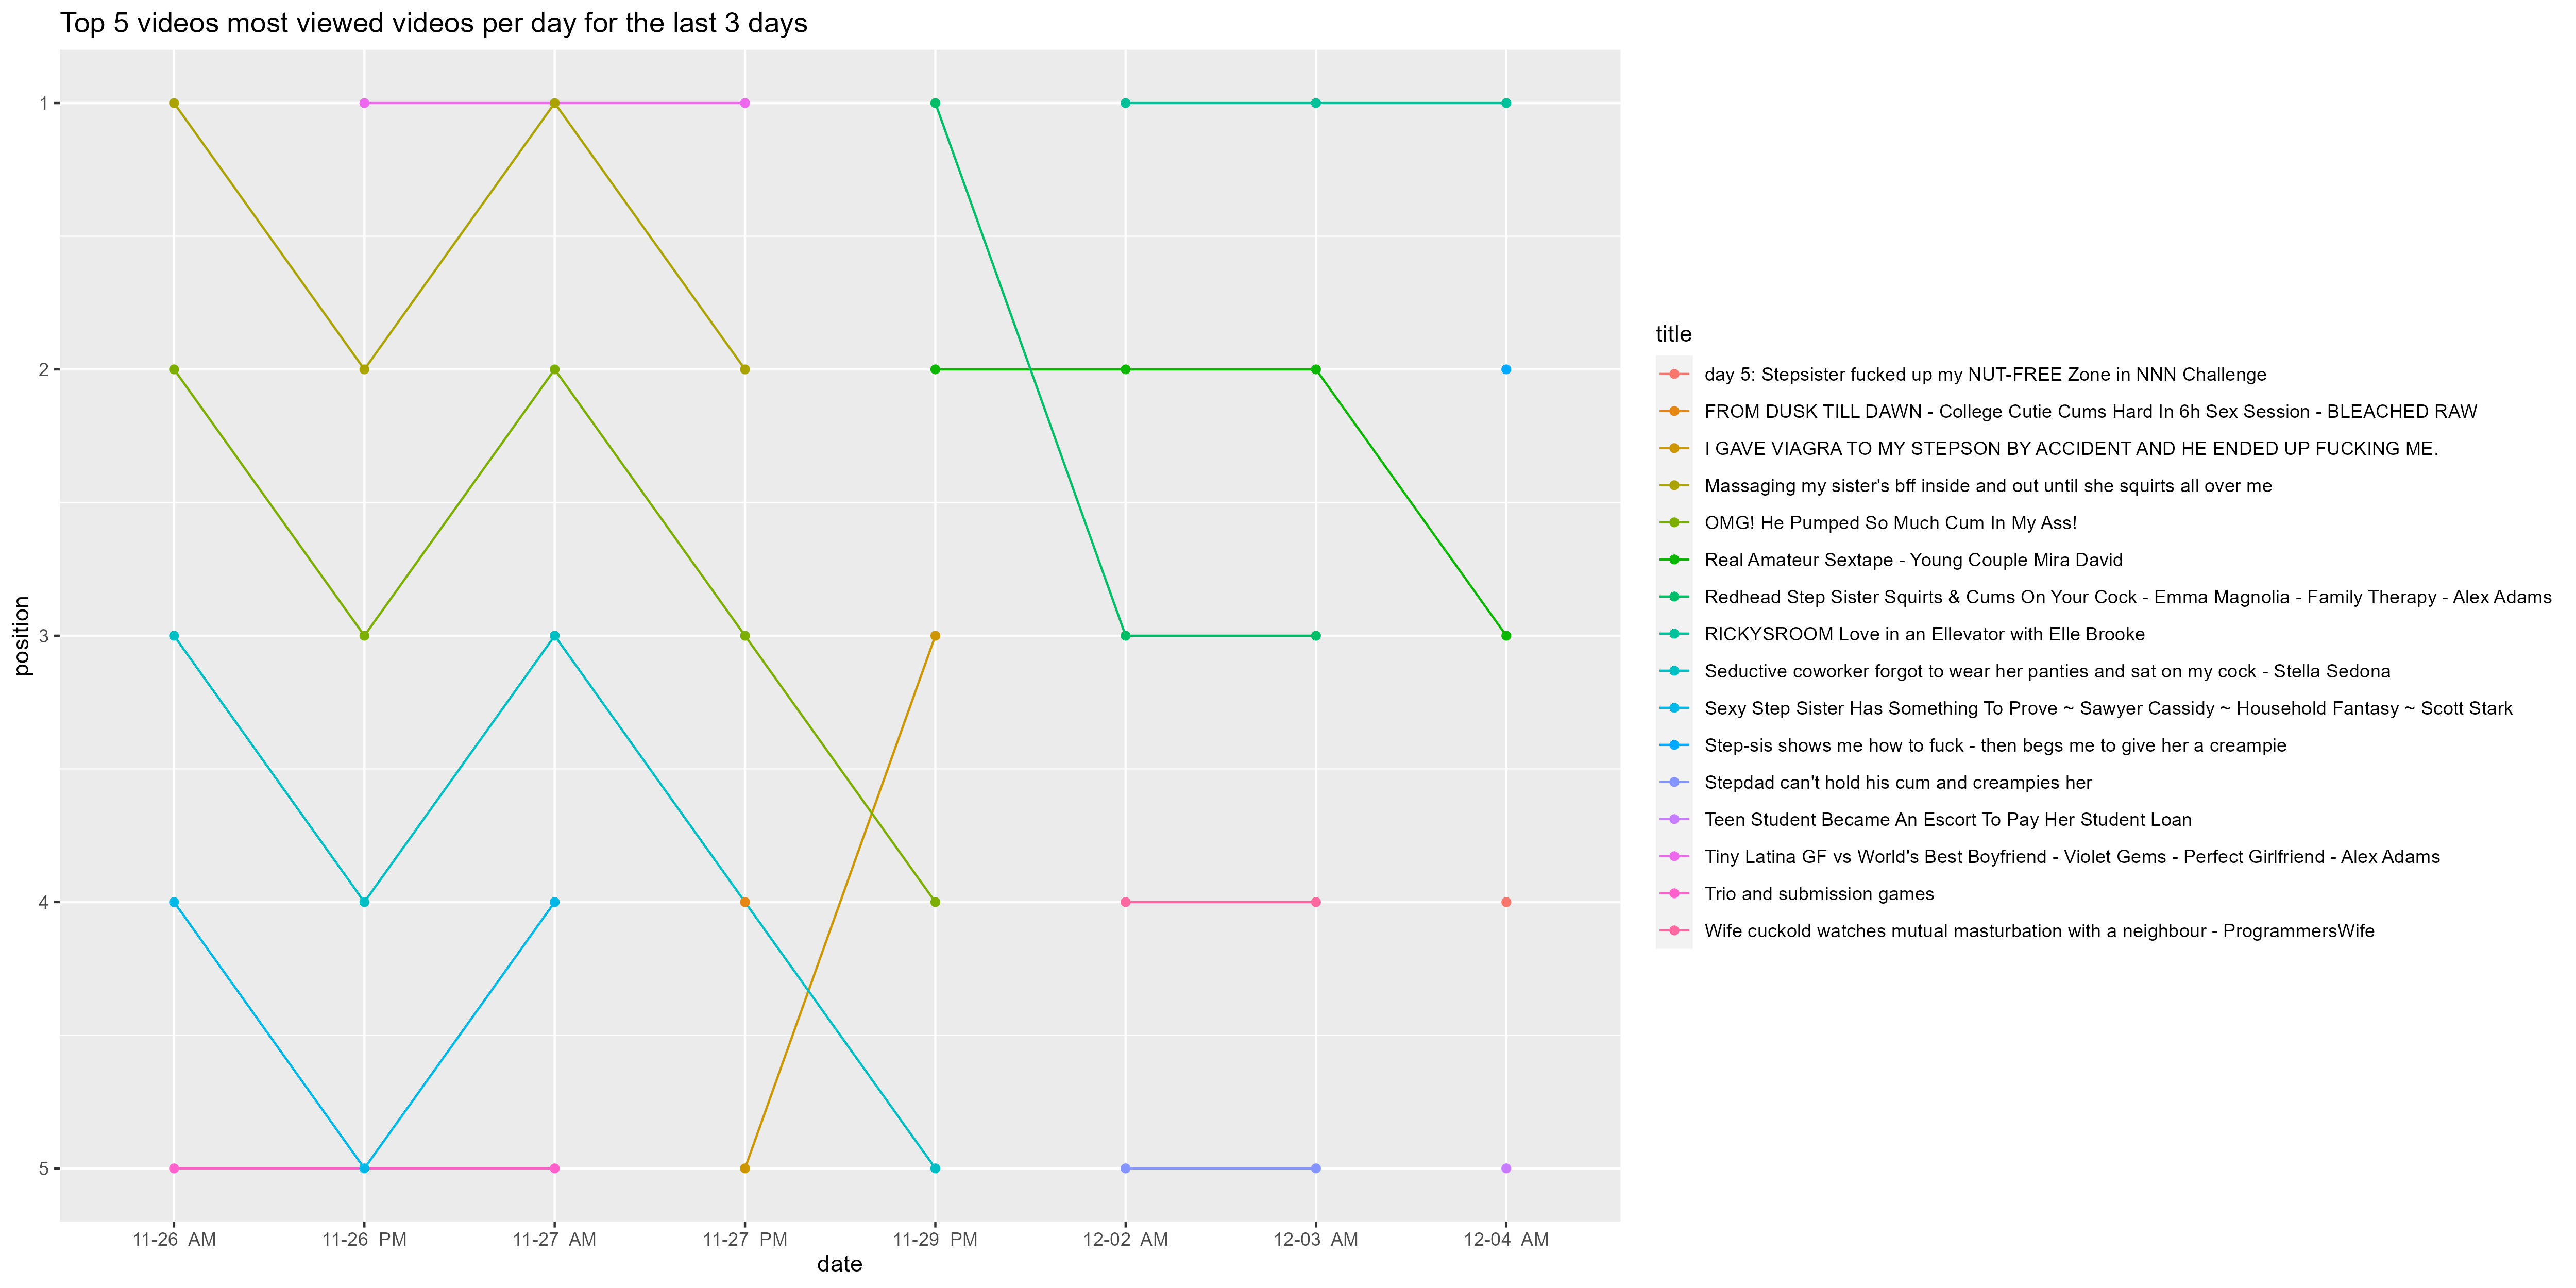 Top 5 videos most viewed videos per day for the last 3 days
position
1
2
3
4
5
11-26 AM
11-26 PM
11-27 AM
11-27 PM
11-29 PM
12-02 AM
12-03 AM
12-04 AM
date
title
day 5: Stepsister fucked up my NUT-FREE Zone in NNN Challenge
FROM DUSK TILL DAWN - College Cutie Cums Hard In 6h Sex Session - BLEACHED RAW
I GAVE VIAGRA TO MY STEPSON BY ACCIDENT AND HE ENDED UP FUCKING ME.
Massaging my sister's bff inside and out until she squirts all over me
OMG! He Pumped So Much Cum In My Ass!
Real Amateur Sextape - Young Couple Mira David
Redhead Step Sister Squirts & Cums On Your Cock - Emma Magnolia - Family Therapy - Alex Adams
RICKYSROOM Love in an Ellevator with Elle Brooke
Seductive coworker forgot to wear her panties and sat on my cock - Stella Sedona
Sexy Step Sister Has Something To Prove ~ Sawyer Cassidy ~ Household Fantasy ~ Scott Stark
Step-sis shows me how to fuck - then begs me to give her a creampie
Stepdad can't hold his cum and creampies her
Teen Student Became An Escort To Pay Her Student Loan
Tiny Latina GF vs World's Best Boyfriend - Violet Gems - Perfect Girlfriend - Alex Adams
Trio and submission games
Wife cuckold watches mutual masturbation with a neighbour - ProgrammersWife